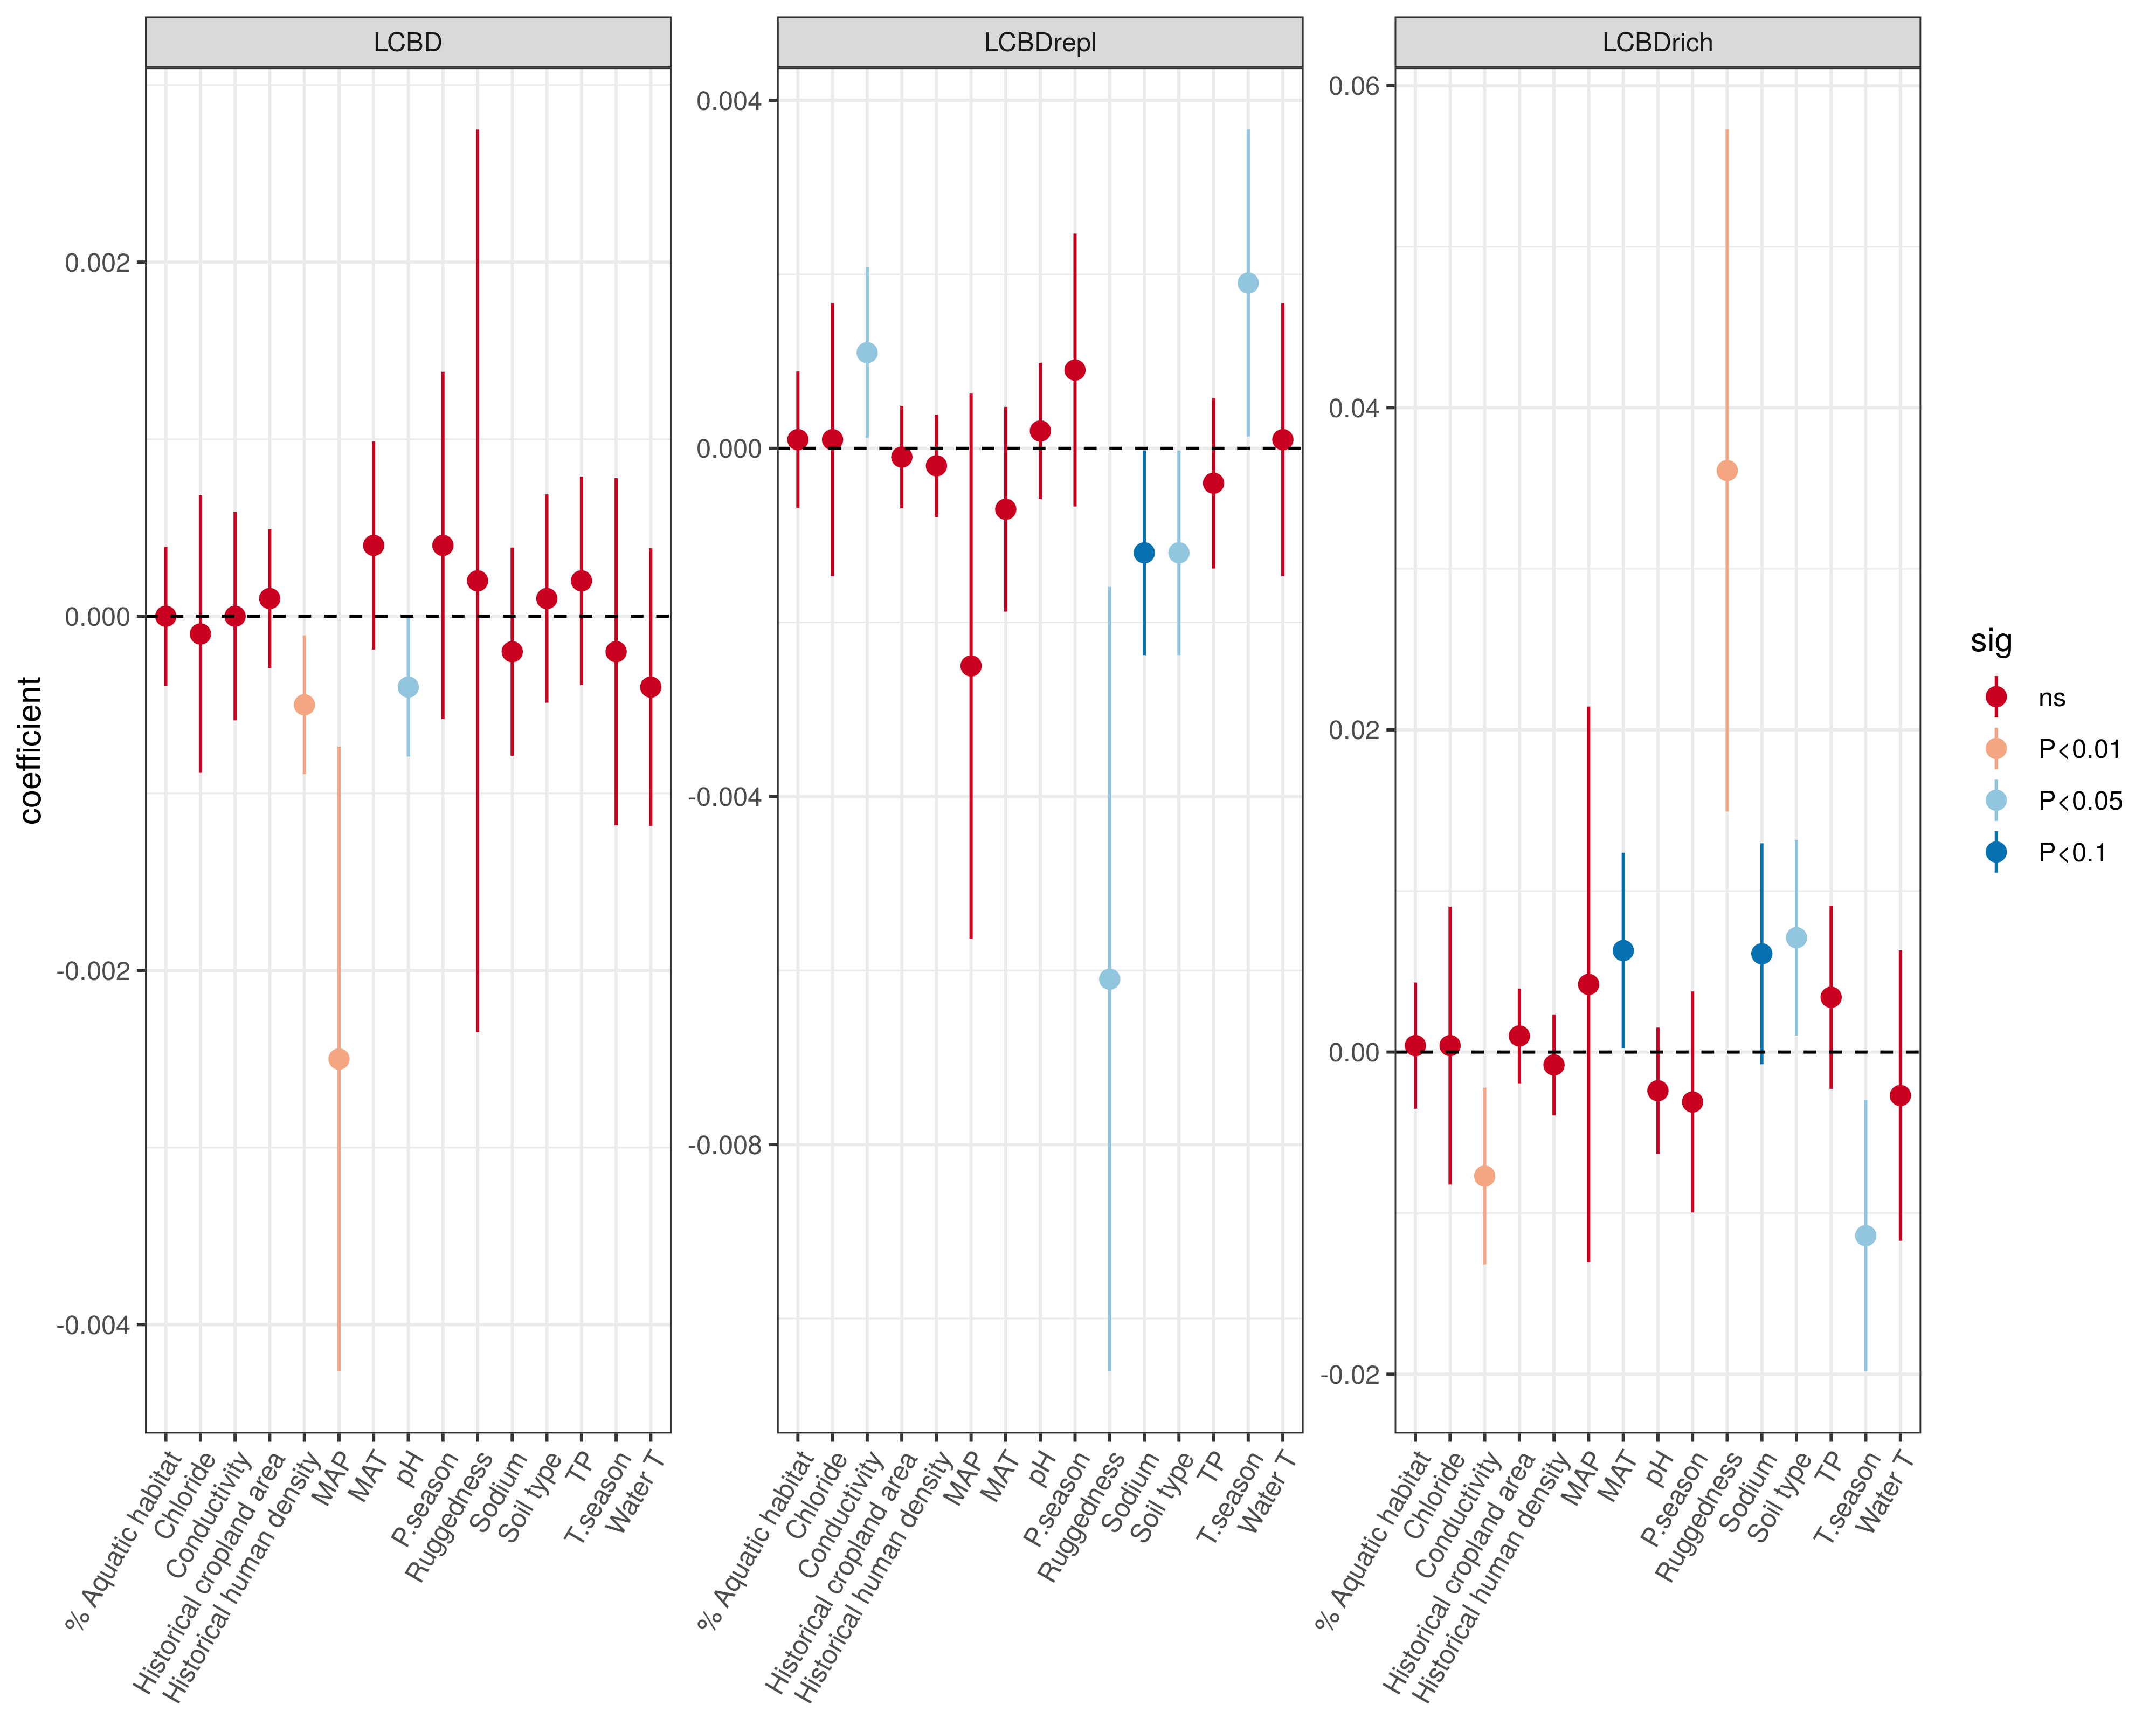 LCBD
LCBDrepl
LCBDrich
coefficient
0.002
0.000
-0.002
-0.004
0.004
0.000
-0.004
-0.008
0.06
0.04
0.02
0.00
-0.02
% Aquatic habitat
Chloride
Conductivity
Historical cropland area
Historical human density
MAP
MAT
pH
P.season
Ruggedness
Sodium
Soil type
TP
T.season
Water T
% Aquatic habitat
Chloride
Conductivity
Historical cropland area
Historical human density
MAP
MAT
pH
P.season
Ruggedness
Sodium
Soil type
TP
T.season
Water T
% Aquatic habitat
Chloride
Conductivity
Historical cropland area
Historical human density
MAP
MAT
pH
P.season
Ruggedness
Sodium
Soil type
TP
T.season
Water T
sig
ns
P<0.01
P<0.05
P<0.1